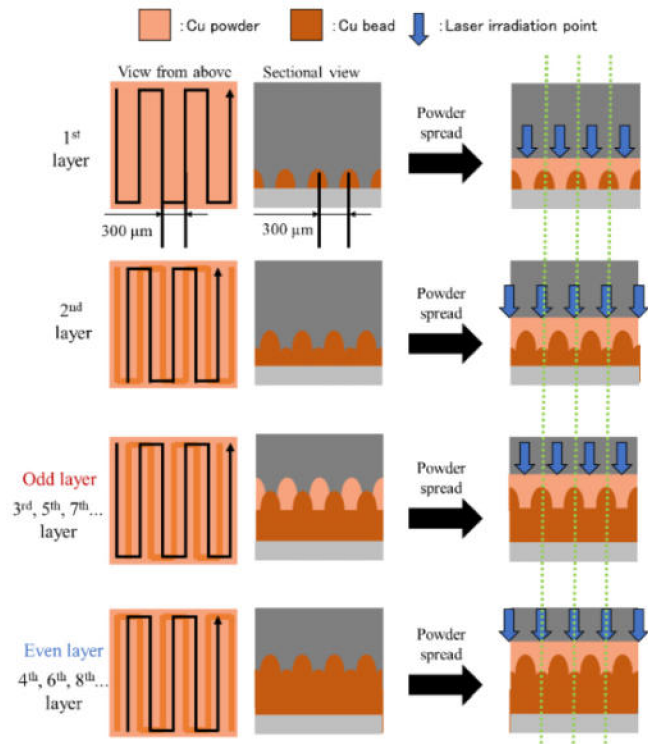 : Cu powder : Cu bead : Laser irradiation point
View from above Sectional view
1st
layer
Powder
spread
300 μm 300 μm
2nd
layer
Powder
spread
Odd layer
3rd, 5th, 7th...
layer
Powder
spread
Even layer
4th, 6th, 8th...
layer
Powder
spread